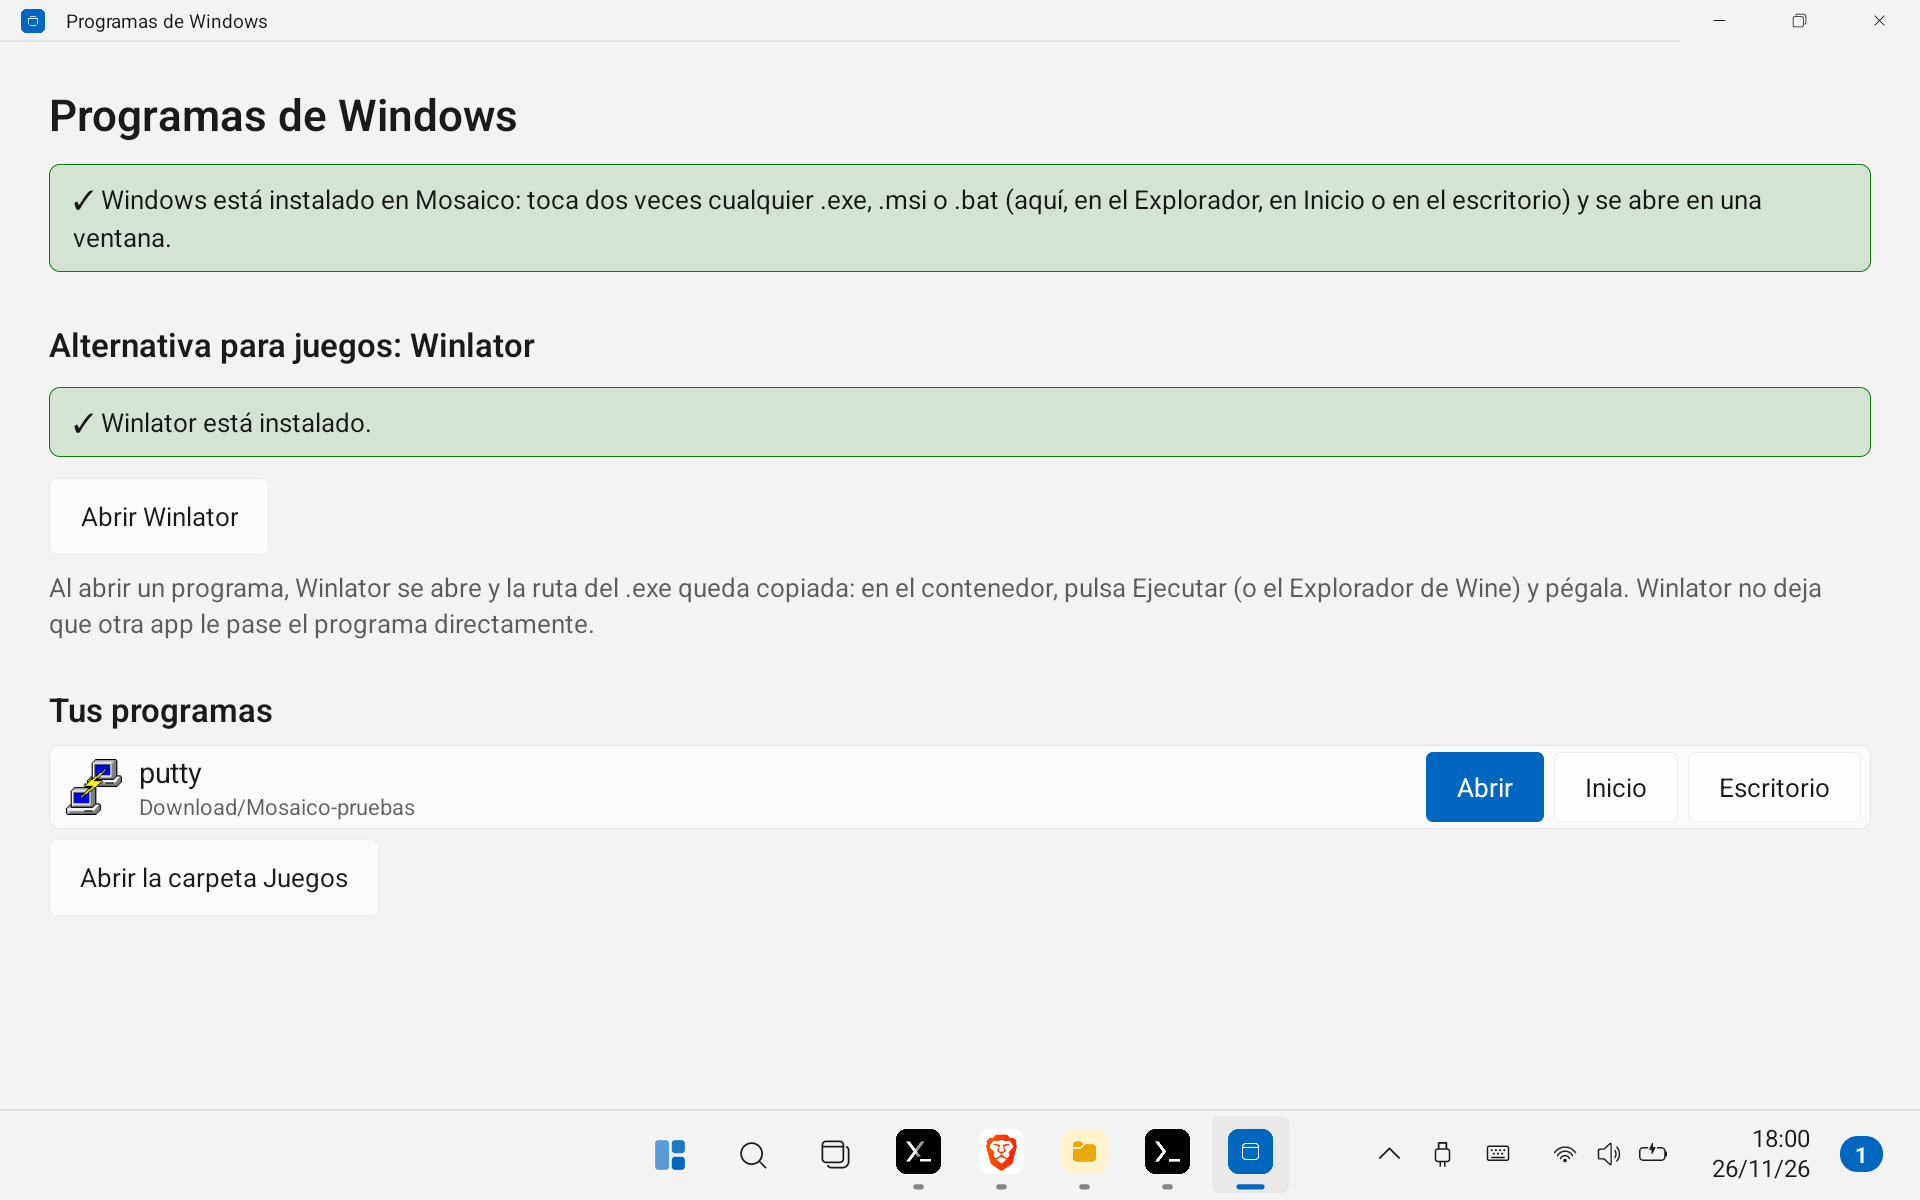 Programas de Windows
Programas de Windows
✓ Windows está instalado en Mosaico: toca dos veces cualquier .exe, .msi o .bat (aquí, en el Explorador, en Inicio o en el escritorio) y se abre en una
ventana.
Alternativa para juegos: Winlator
✓ Winlator está instalado.
Abrir Winlator
Al abrir un programa, Winlator se abre y la ruta del .exe queda copiada: en el contenedor, pulsa Ejecutar (o el Explorador de Wine) y pégala. Winlator no deja
que otra app le pase el programa directamente.
Tus programas
putty
Download/Mosaico-pruebas
Abrir
Inicio
Escritorio
Abrir la carpeta Juegos
18:00
26/11/26
1